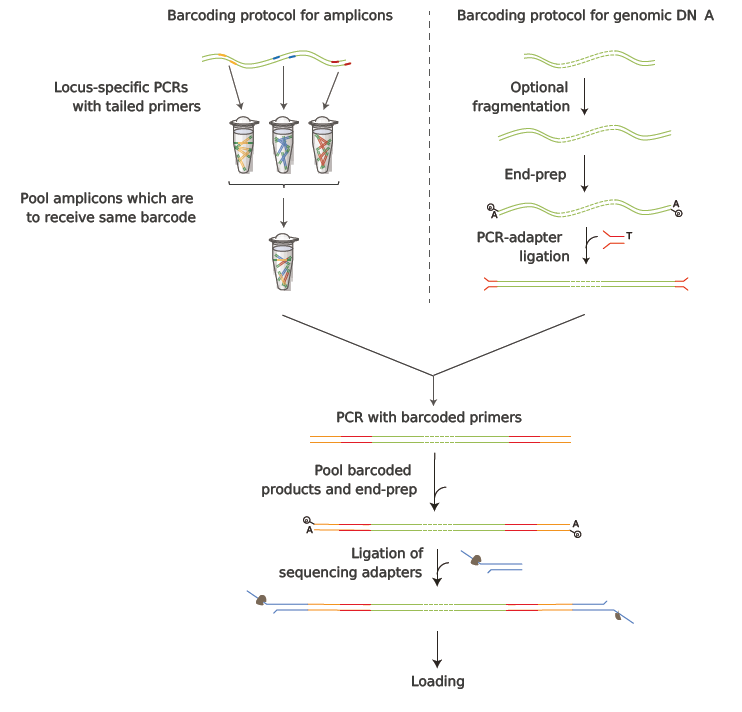 Barcoding protocol for amplicons
Locus-specific PCRs
with tailed primers
Pool amplicons which are
to receive same barcode
Barcoding protocol for genomic DN A
Optional
fragmentation
End-prep
P
A
A
P
PCR-adapter
ligation
T
PCR with barcoded primers
Pool barcoded
products and end-prep
P
A
A
P
Ligation of
sequencing adapters
Loading